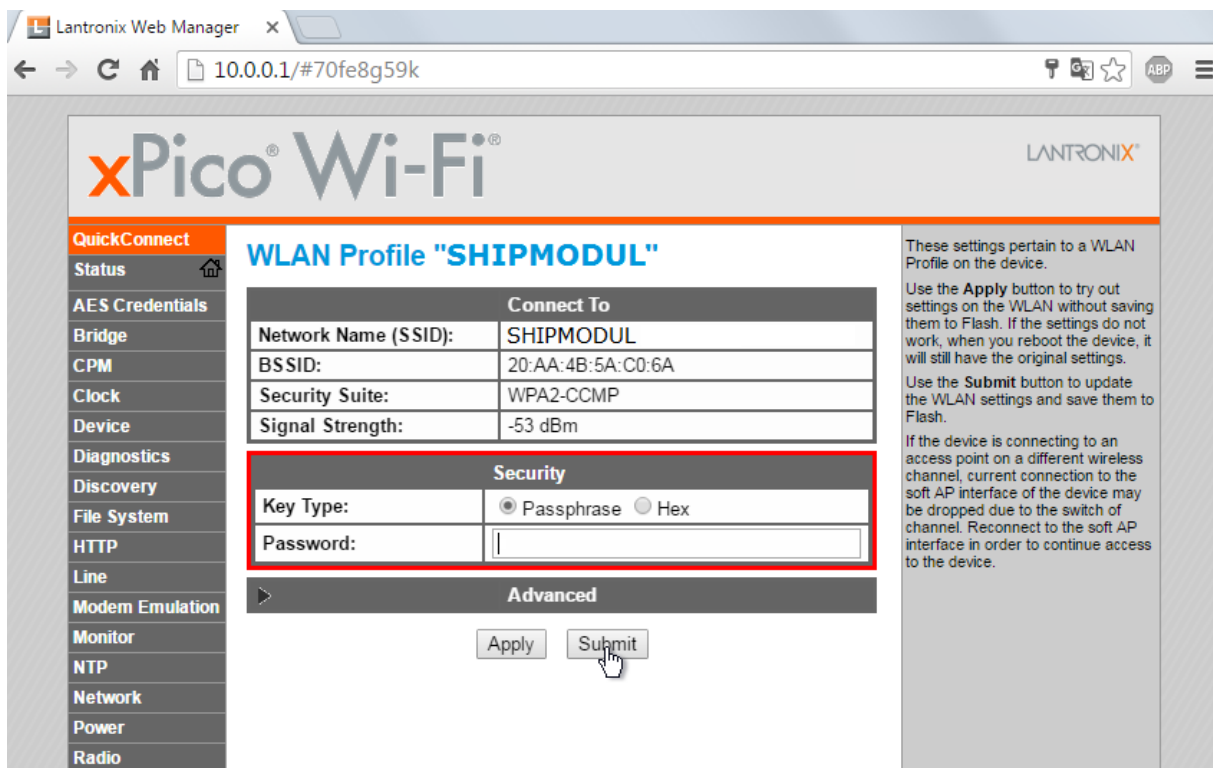 Lantronix Web Manager
10.0.0.1/#70fe8g59k
ABP
xPico® Wi-Fi®
LANTRONIX®
QuickConnect
Status
AES Credentials
Bridge
CPM
Clock
Device
Diagnostics
Discovery
File System
HTTP
Line
Modem Emulation
Monitor
NTP
Network
Power
Radio
WLAN Profile "SHIPMODUL"
Connect To
Network Name (SSID): SHIPMODUL
BSSID: 20:AA:4B:5A:C0:6A
Security Suite: WPA2-CCMP
Signal Strength: -53 dBm
Security
Key Type: Passphrase Hex
Password:
Advanced
Apply Submit
These settings pertain to a WLAN
Profile on the device.
Use the Apply button to try out
settings on the WLAN without saving
them to Flash. If the settings do not
work, when you reboot the device, it
will still have the original settings.
Use the Submit button to update
the WLAN settings and save them to
Flash.
If the device is connecting to an
access point on a different wireless
channel, current connection to the
soft AP interface of the device may
be dropped due to the switch of
channel. Reconnect to the soft AP
interface in order to continue access
to the device.